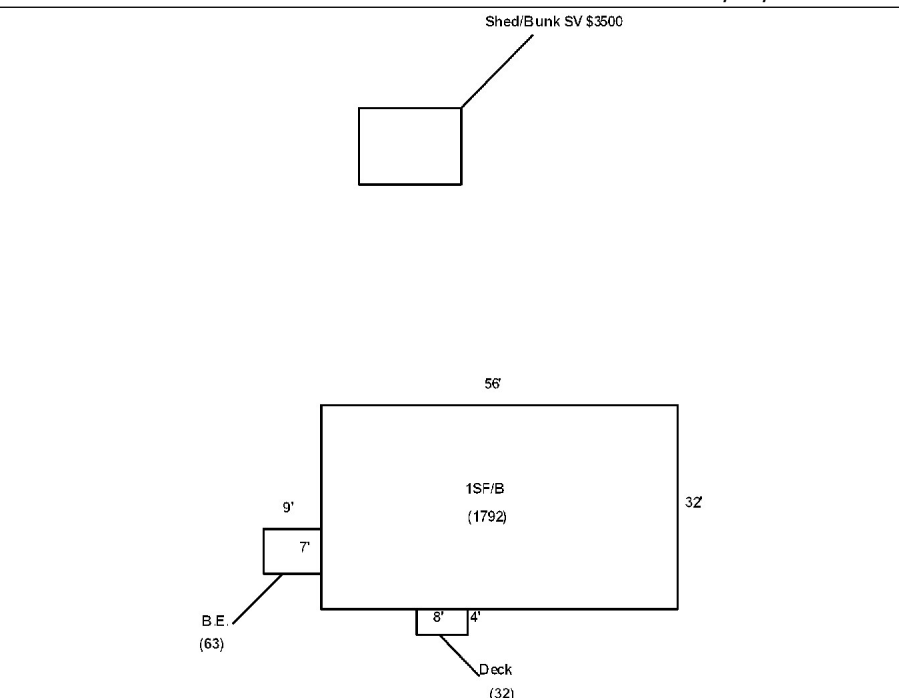 Shed/Bunk SV $3500
56'
1SF/B
(1792)
32'
9'
7'
B.E.
(63)
8'
4'
Deck
(32)